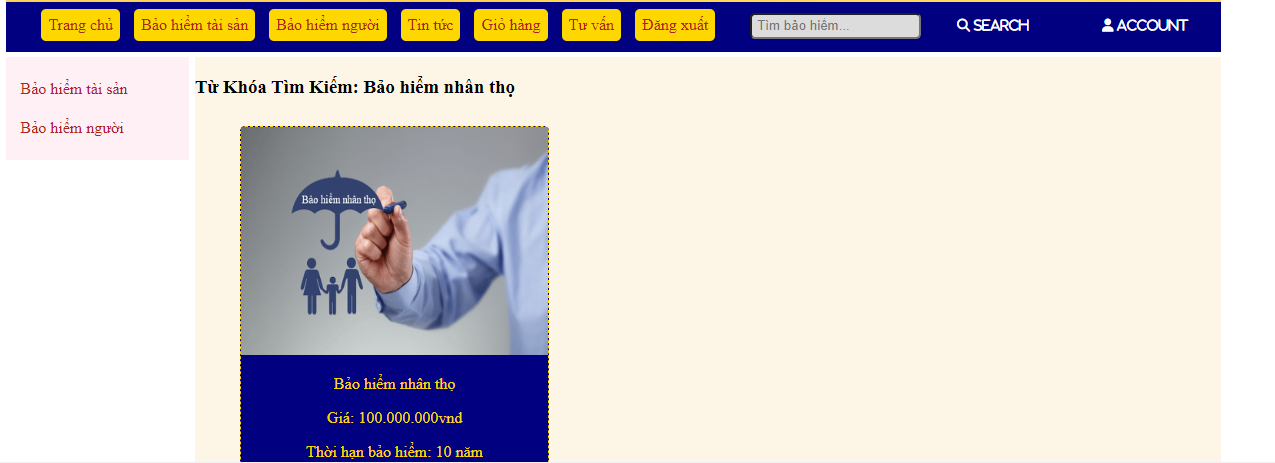 Trang chủ Bảo hiểm tài sản Bảo hiểm người Tin tức Giỏ hàng Tư vấn Đăng xuất Tìm bảo hiểm... SEARCH ACCOUNT
Bảo hiểm tài sản
Bảo hiểm người
Từ Khóa Tìm Kiếm: Bảo hiểm nhân thọ
Bảo hiểm nhân thọ
Bảo hiểm nhân thọ
Giá: 100.000.000vnd
Thời hạn bảo hiểm: 10 năm